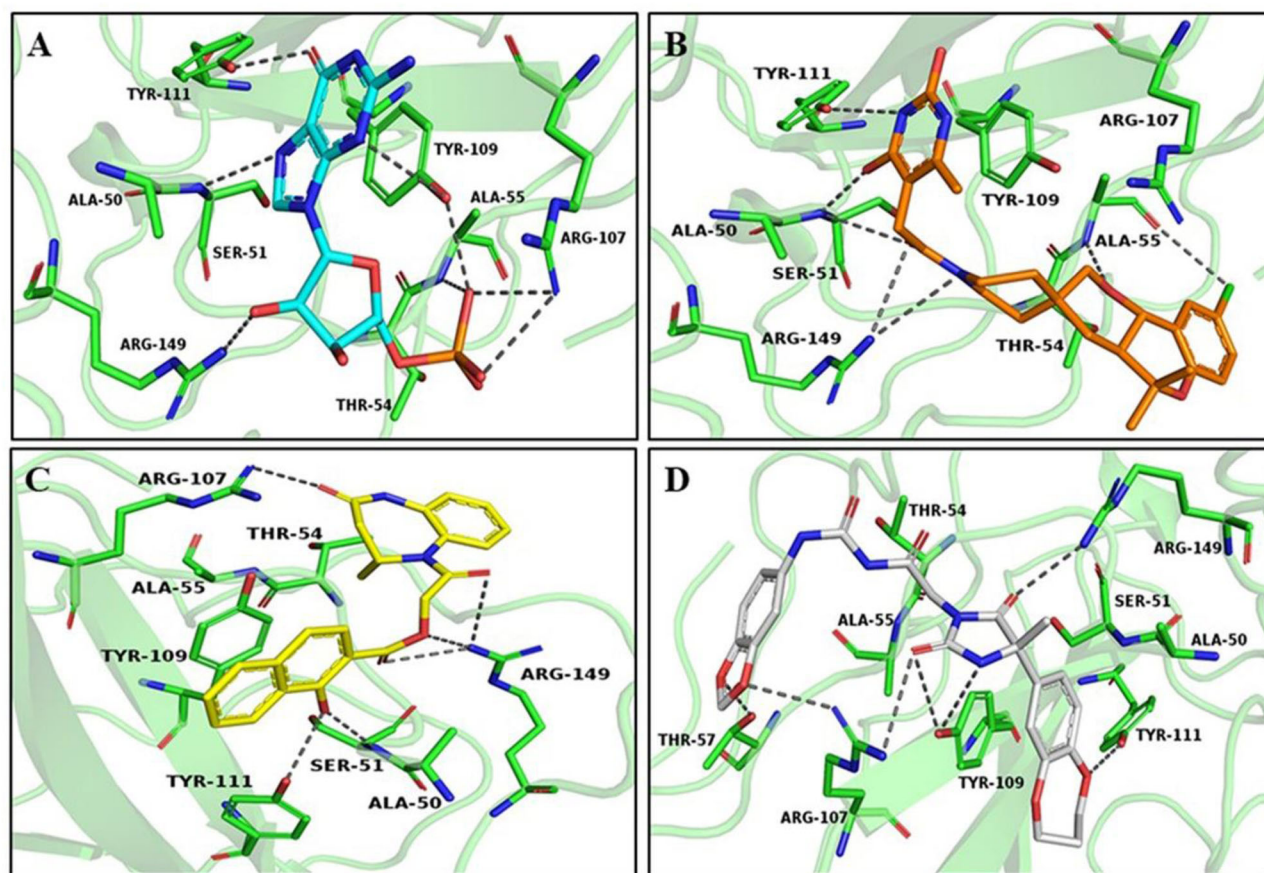 A
TYR-111
TYR-109
ALA-50
ALA-55
SER-51
ARG-107
ARG-149
THR-54
B
TYR-111
ARG-107
TYR-109
ALA-50
ALA-55
SER-51
ARG-149
THR-54
C
ARG-107
THR-54
ALA-55
TYR-109
ARG-149
TYR-111
SER-51
ALA-50
D
THR-54
ARG-149
SER-51
ALA-55
ALA-50
THR-57
TYR-111
TYR-109
ARG-107